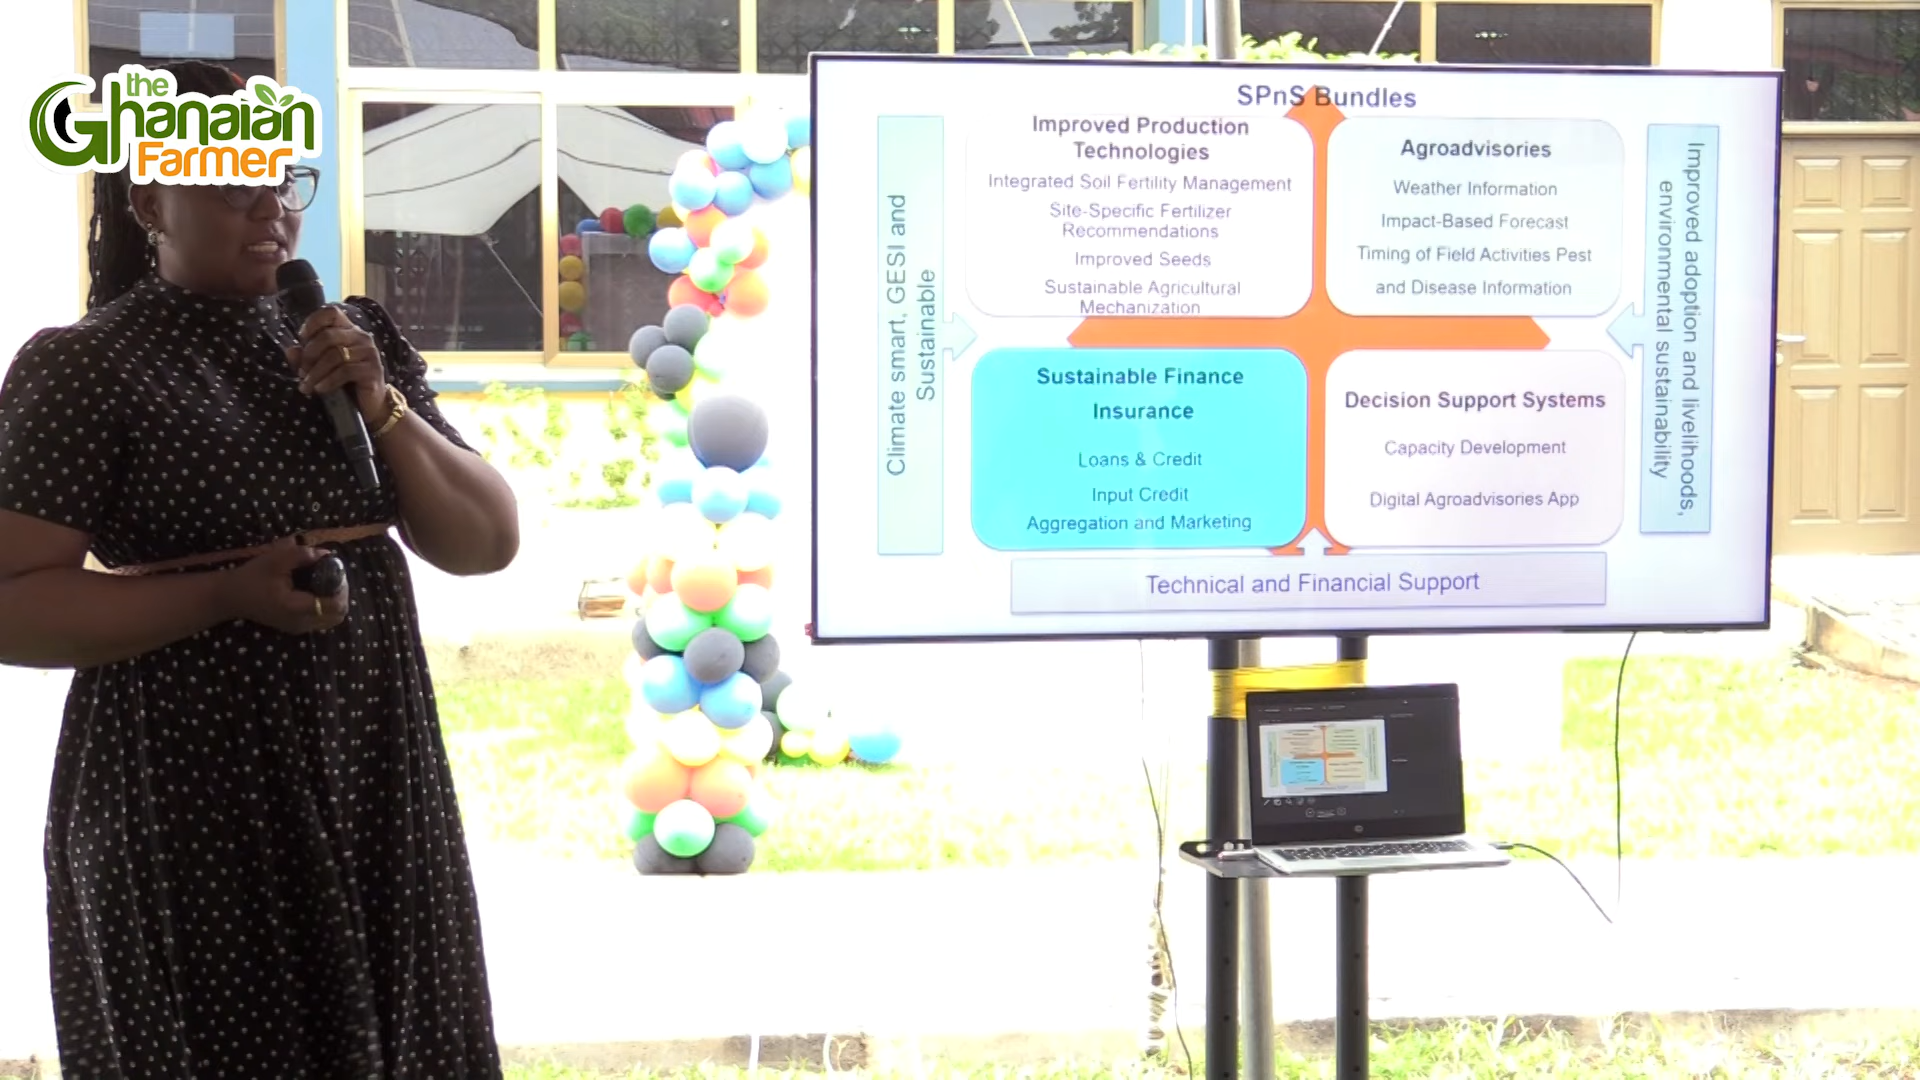 the
Ghanaian
Farmer
SPnS Bundles
Climate smart, GESI and
Sustainable
Improved Production
Technologies
Integrated Soil Fertility Management
Site-Specific Fertilizer
Recommendations
Improved Seeds
Sustainable Agricultural
Mechanization
Agroadvisories
Weather Information
Impact-Based Forecast
Timing of Field Activities Pest
and Disease Information
Sustainable Finance
Insurance
Loans & Credit
Input Credit
Aggregation and Marketing
Decision Support Systems
Capacity Development
Digital Agroadvisories App
Improved adoption and livelihoods,
environmental sustainability
Technical and Financial Support